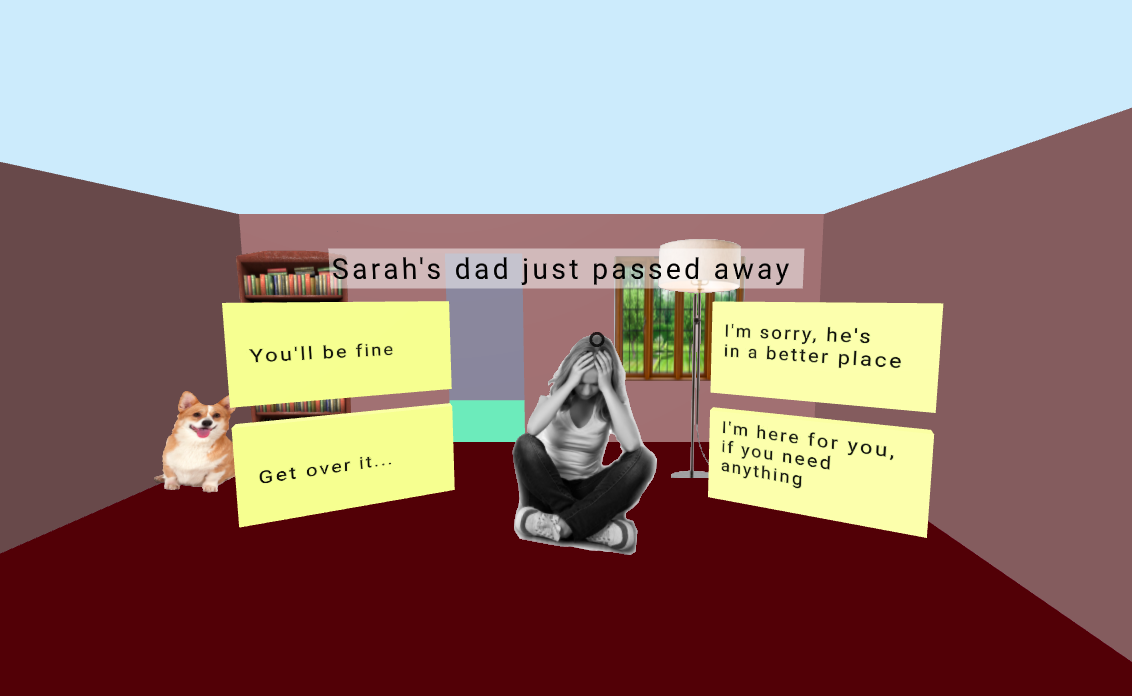 Sarah's dad just passed away
You'll be fine
Get over it...
I'm sorry, he's
in a better place
I'm here for you,
if you need
anything